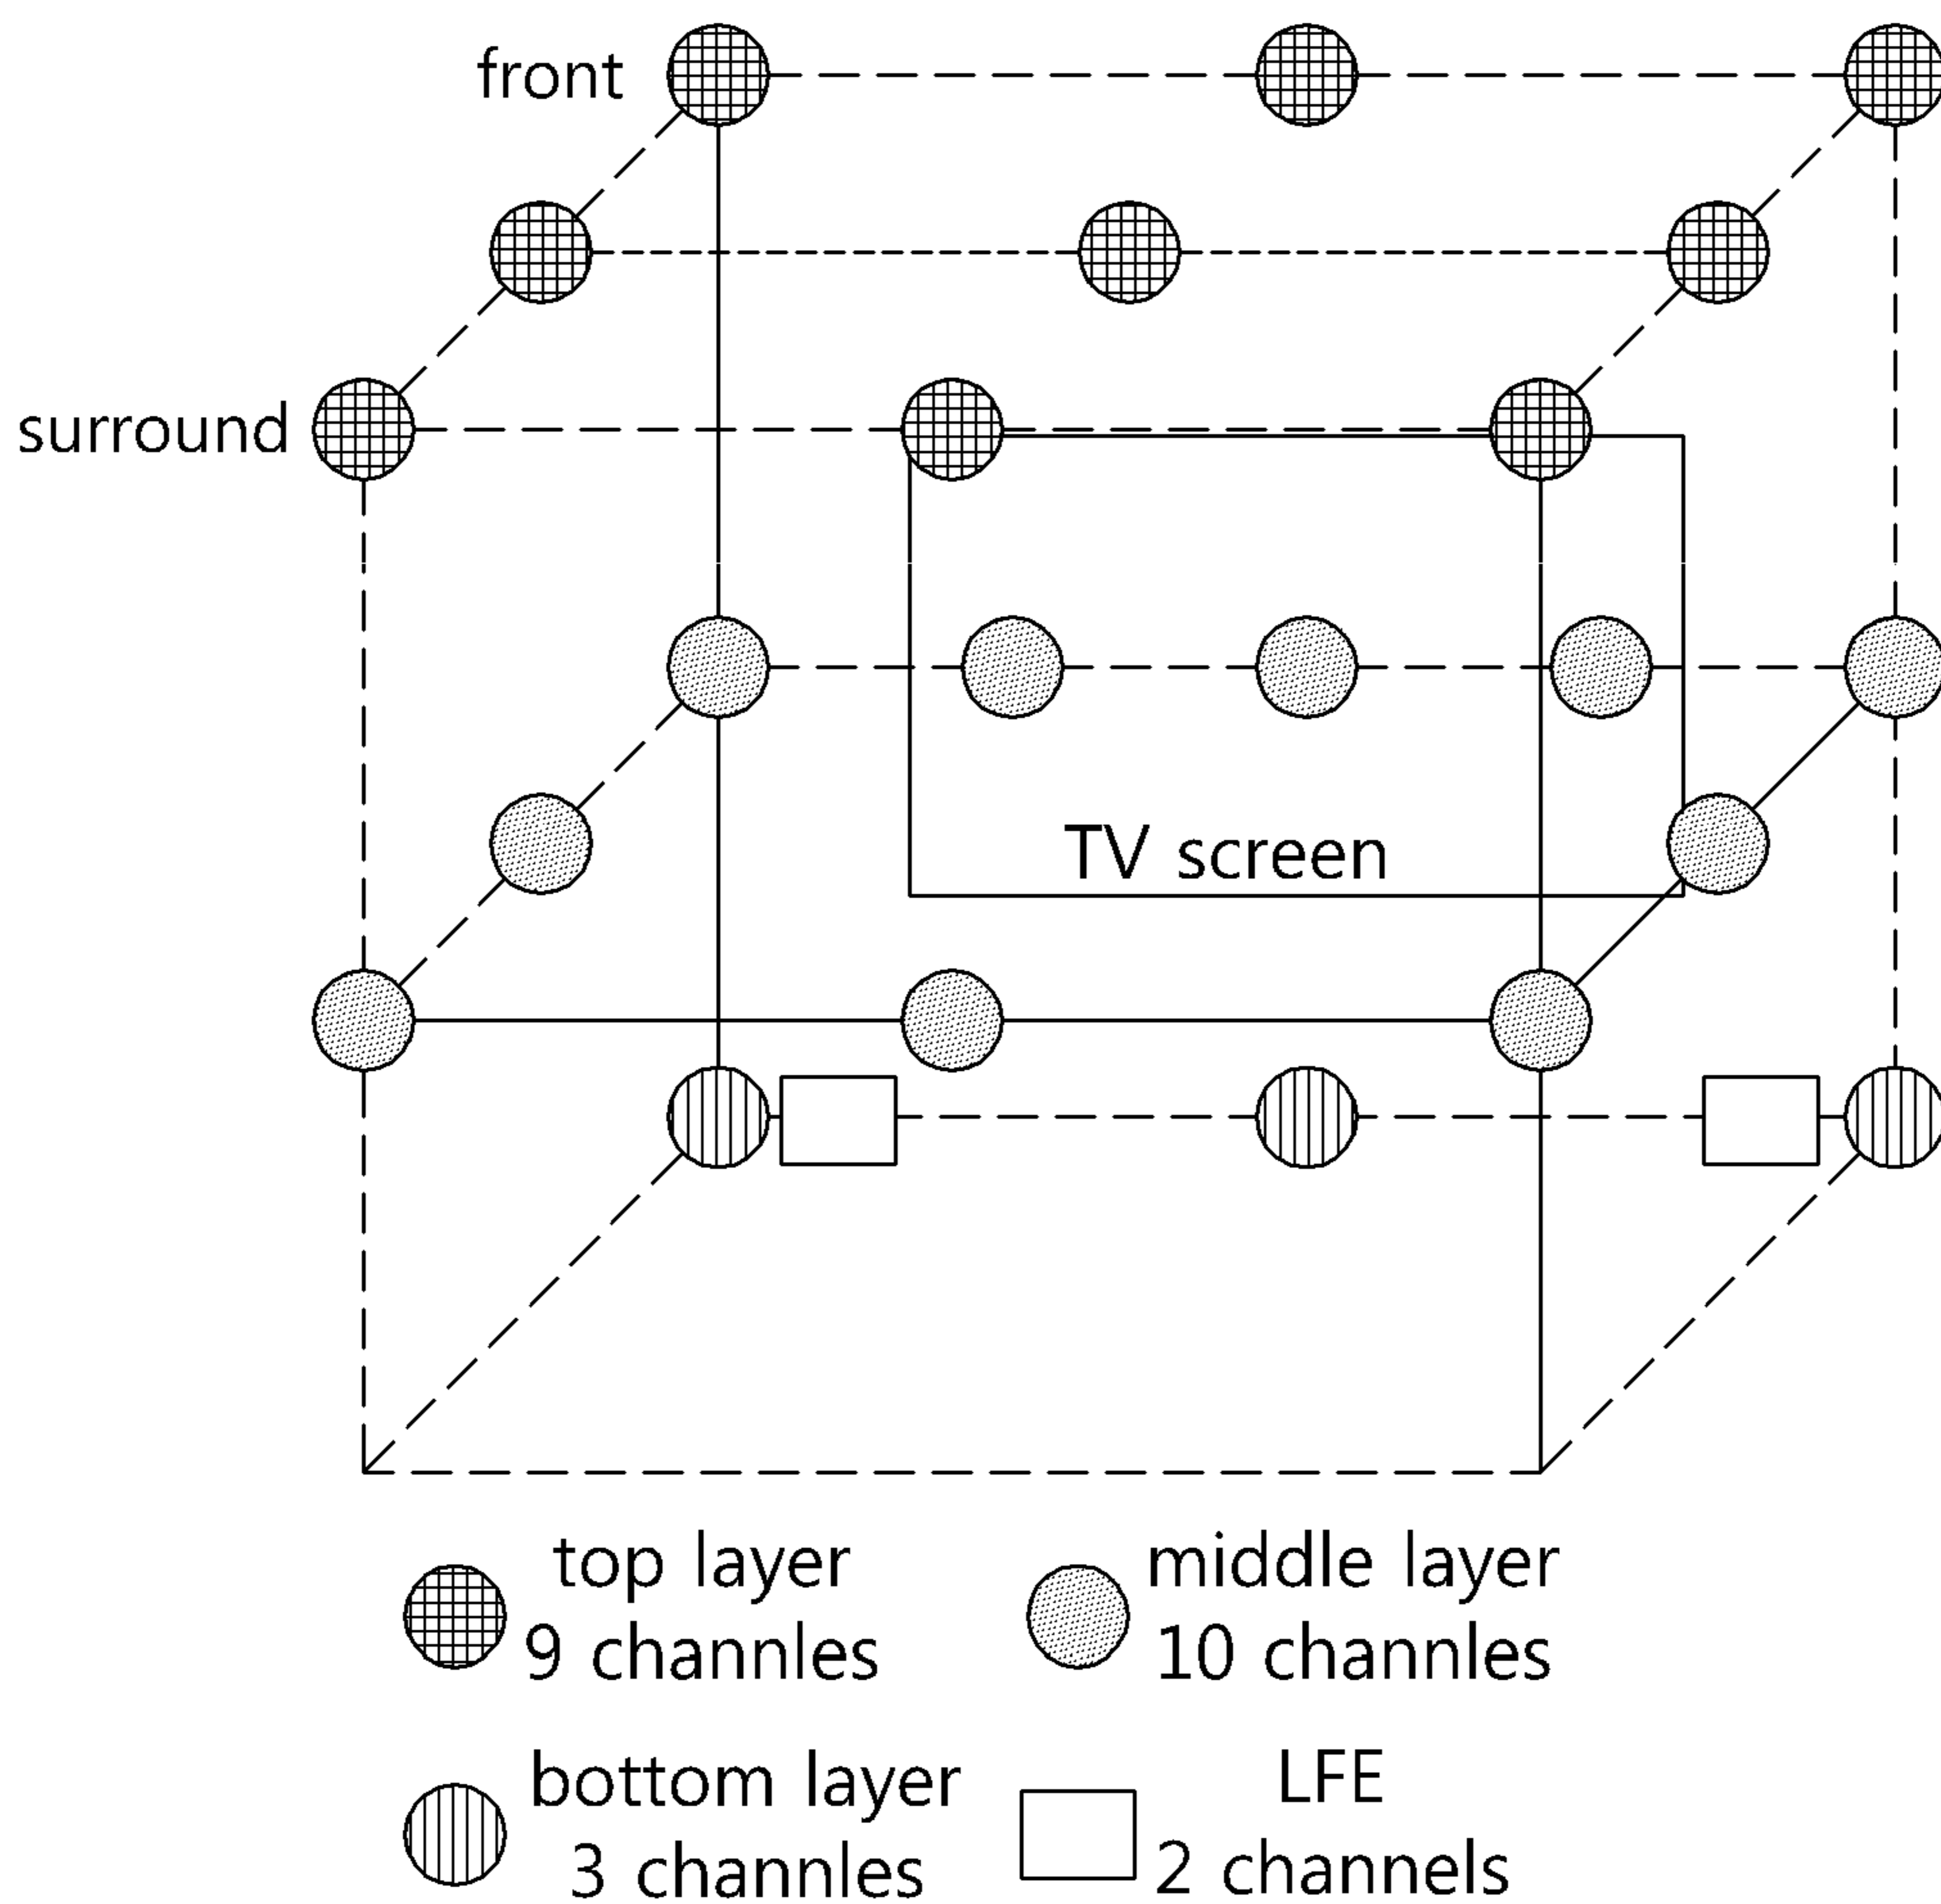 front
surround
TV screen
top layer
9 channles
middle layer
10 channles
bottom layer
3 channles
LFE
2 channels